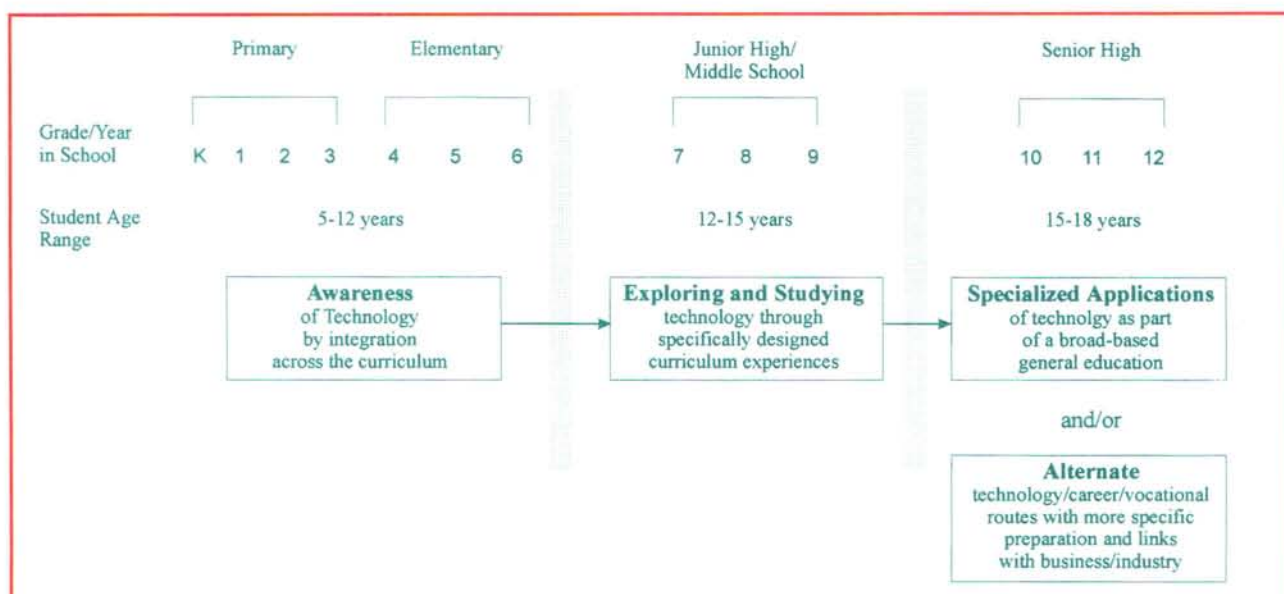 Primary
Elementary
Junior High/
Middle School
Senior High
Grade/Year
in School
K 1 2 3 4 5 6 7 8 9 10 11 12
Student Age
Range
5-12 years
12-15 years
15-18 years
Awareness
of Technology
by integration
across the curriculum
Exploring and Studying
technology through
specifically designed
curriculum experiences
Specialized Applications
of technolgy as part
of a broad-based
general education
and/or
Alternate
technology/career/vocational
routes with more specific
preparation and links
with business/industry